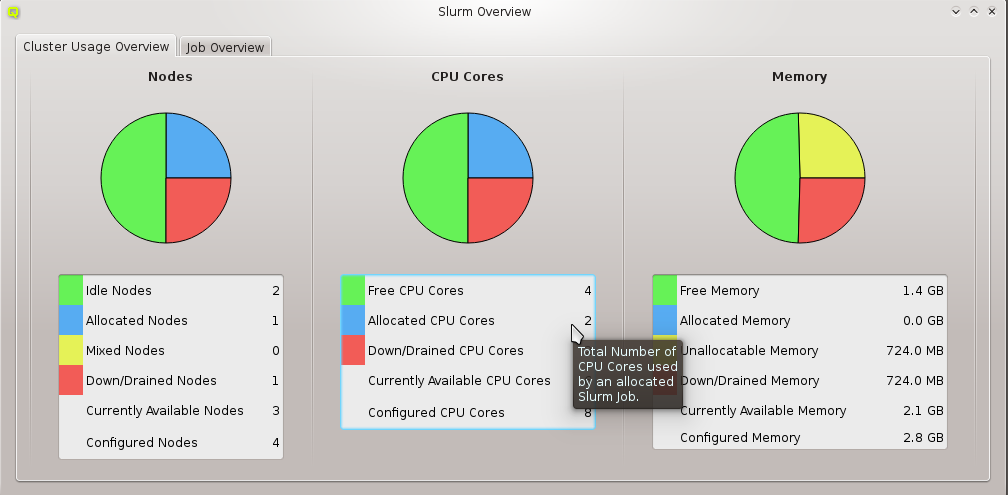 Slurm Overview
Cluster Usage Overview
Job Overview
Nodes
CPU Cores
Memory
Idle Nodes 2
Allocated Nodes 1
Mixed Nodes 0
Down/Drained Nodes 1
Currently Available Nodes 3
Configured Nodes 4
Free CPU Cores 4
Allocated CPU Cores 2
Down/Drained CPU Cores
Currently Available CPU Cores
Configured CPU Cores 8
Total Number of
CPU Cores used
by an allocated
Slurm Job.
Free Memory 1.4 GB
Allocated Memory 0.0 GB
Unallocatable Memory 724.0 MB
Down/Drained Memory 724.0 MB
Currently Available Memory 2.1 GB
Configured Memory 2.8 GB